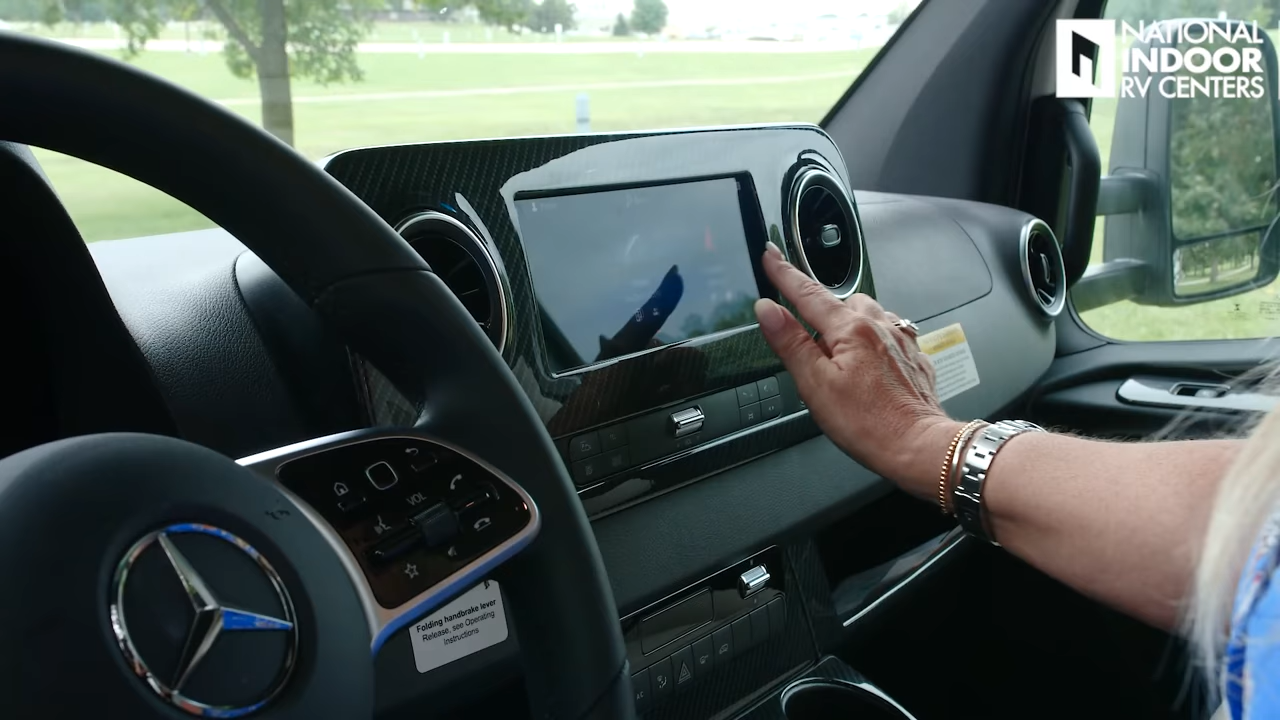 NATIONAL
INDOOR
RV CENTERS
VOL
Folding handbrake lever
Release, see Operating
Instructions